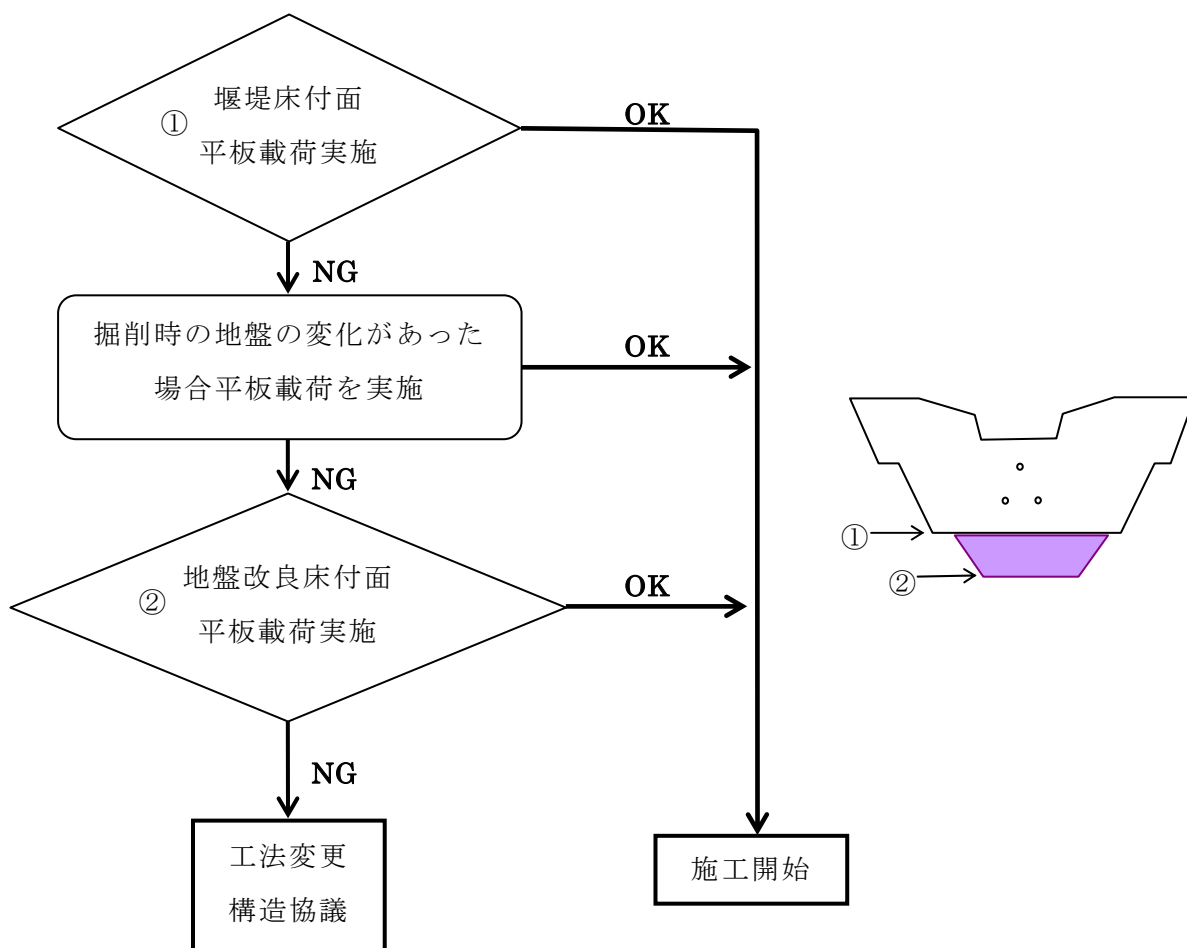 堰堤床付面
①
平板載荷実施
OK
NG
掘削時の地盤の変化があった
場合平板載荷を実施
OK
NG
地盤改良床付面
②
平板載荷実施
OK
NG
工法変更
構造協議
施工開始
①
②